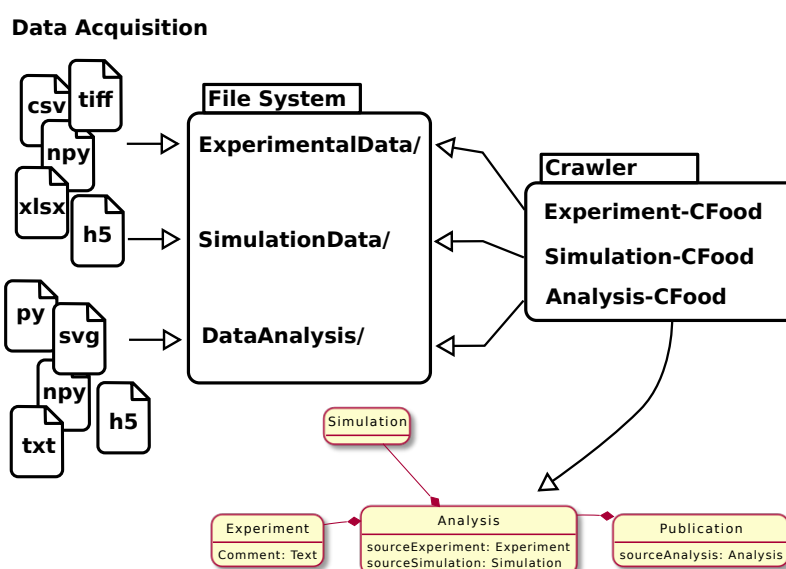 Data Acquisition
csv
tiff
npy
xlsx
h5
py
svg
npy
h5
txt
File System
ExperimentalData/
SimulationData/
DataAnalysis/
Crawler
Experiment-CFood
Simulation-CFood
Analysis-CFood
Simulation
Experiment
Comment: Text
Analysis
sourceExperiment: Experiment
sourceSimulation: Simulation
Publication
sourceAnalysis: Analysis